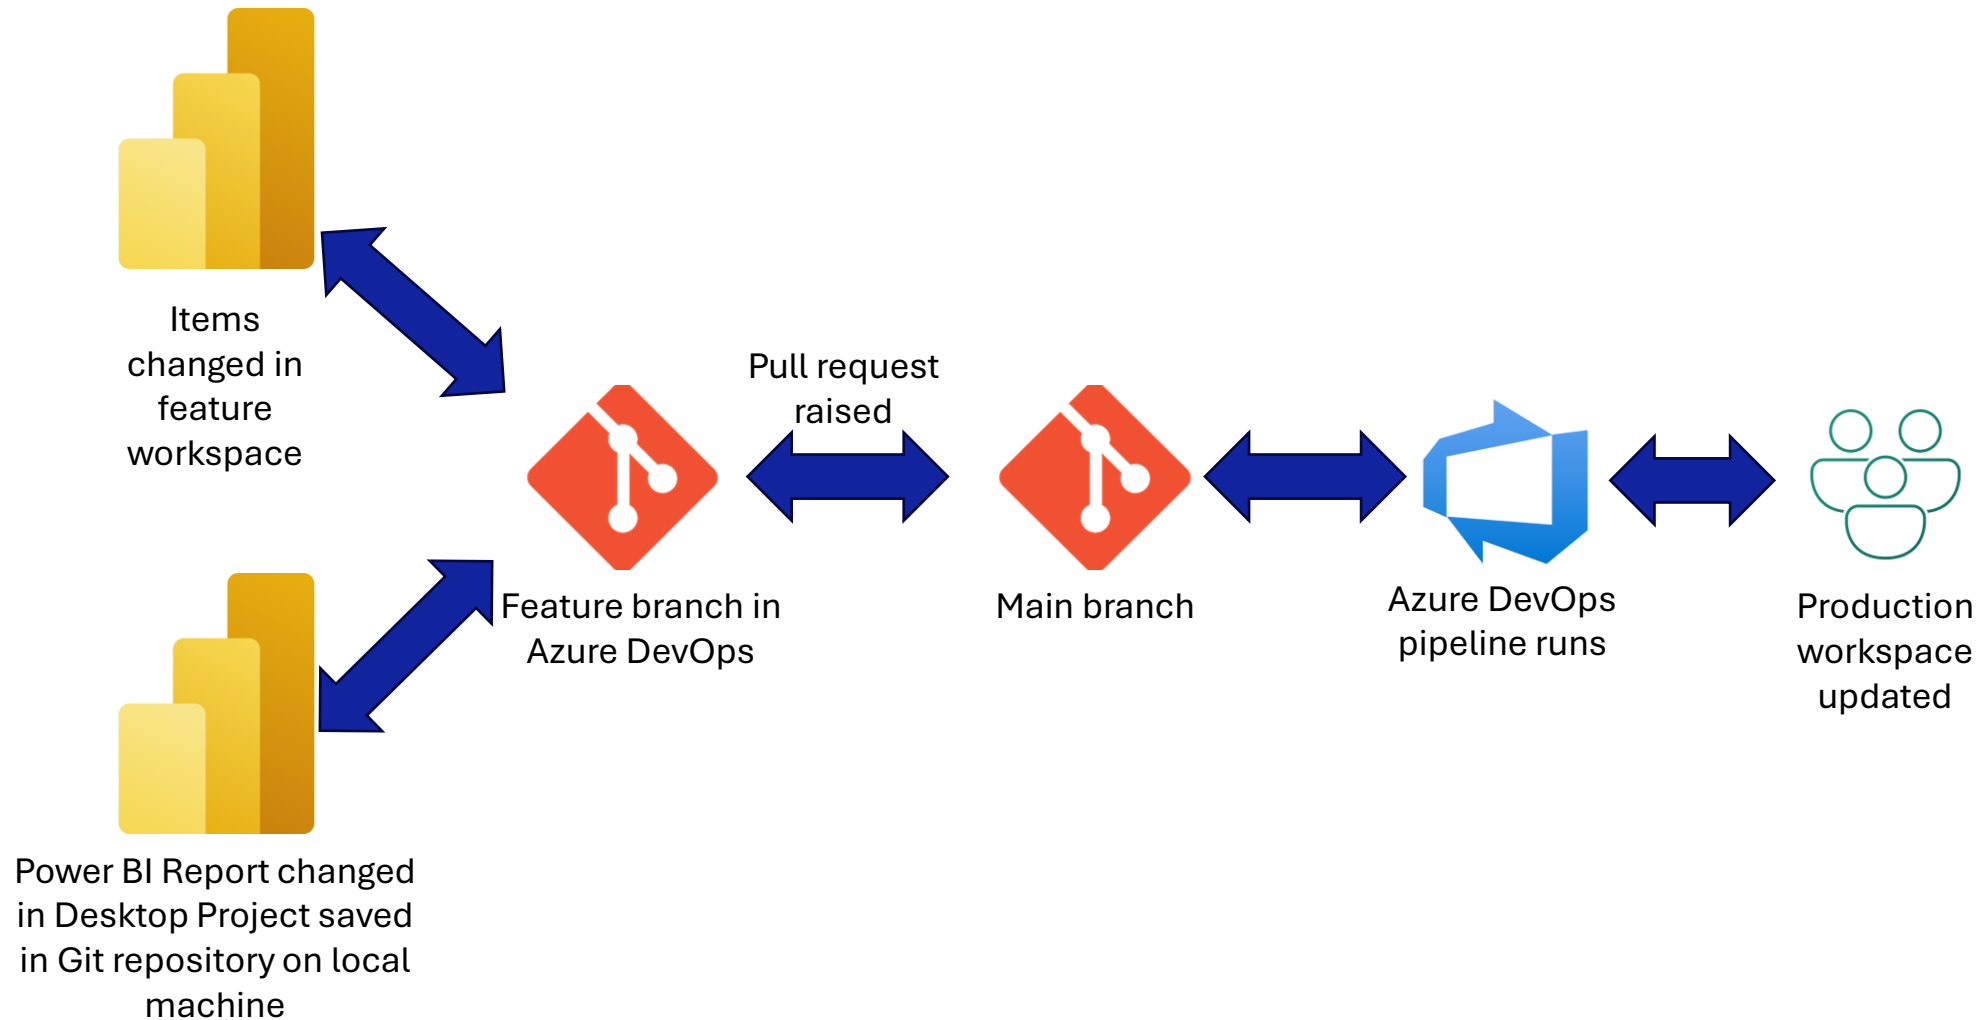 Items
changed in
feature
workspace
Pull request
raised
Feature branch in
Azure DevOps
Main branch
Azure DevOps
pipeline runs
Production
workspace
updated
Power BI Report changed
in Desktop Project saved
in Git repository on local
machine